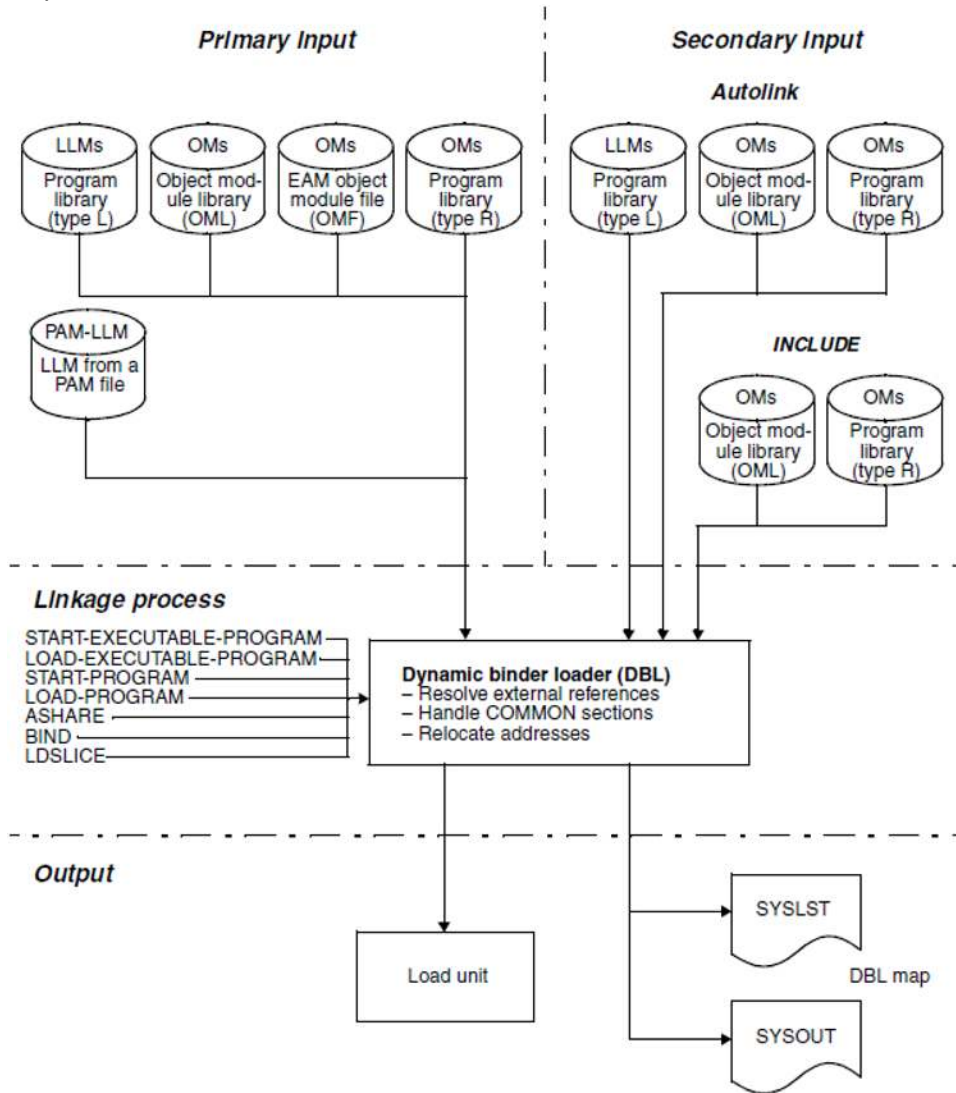 Primary Input
Secondary Input
Autolink
LLMs
Program
library
(type L)
OMs
Object mod-
ule library
(OML)
OMs
EAM object
module file
(OMF)
OMs
Program
library
(type R)
LLMs
Program
library
(type L)
OMs
Object mod-
ule library
(OML)
OMs
Program
library
(type R)
PAM-LLM
LLM from a
PAM file
INCLUDE
OMs
Object mod-
ule library
(OML)
OMs
Program
library
(type R)
Linkage process
START-EXECUTABLE-PROGRAM
LOAD-EXECUTABLE-PROGRAM
START-PROGRAM
LOAD-PROGRAM
ASHARE
BIND
LDSLICE
Dynamic binder loader (DBL)
– Resolve external references
– Handle COMMON sections
– Relocate addresses
Output
Load unit
SYSLST
DBL map
SYSOUT